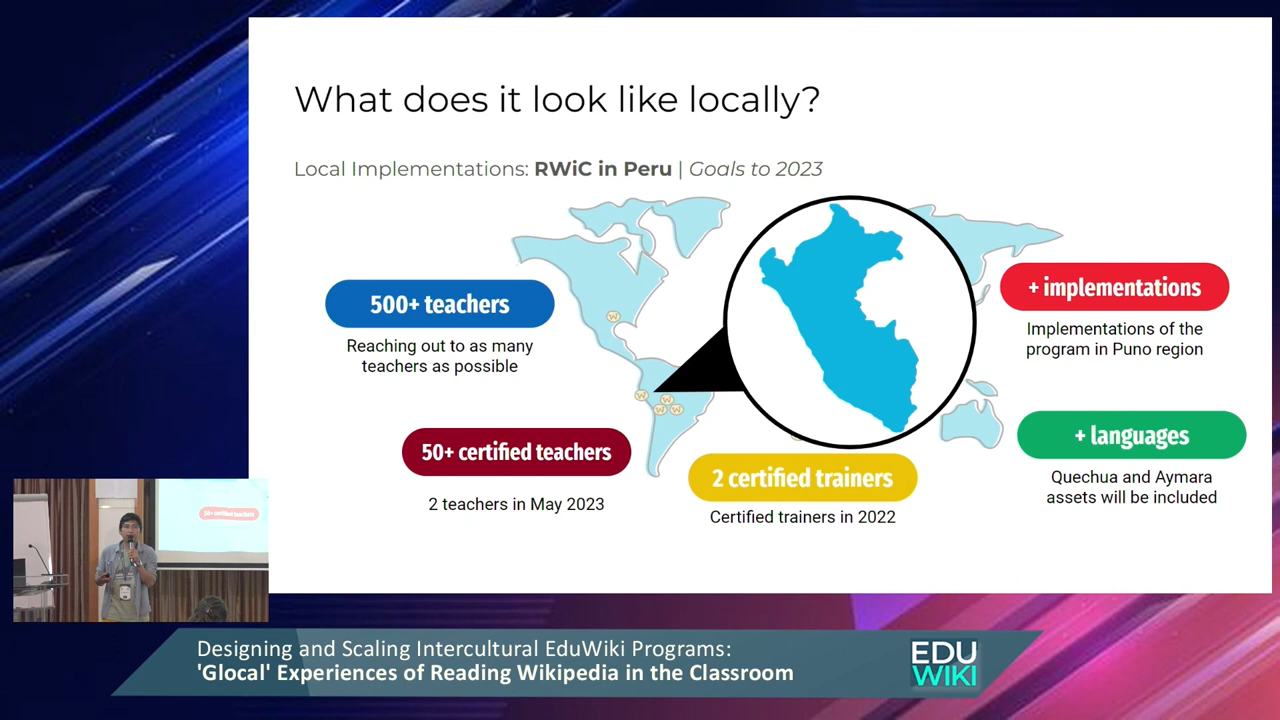 What does it look like locally?
Local Implementations: RWiC in Peru | Goals to 2023
500+ teachers
Reaching out to as many
teachers as possible
+ implementations
Implementations of the
program in Puno region
50+ certified teachers
2 teachers in May 2023
2 certified trainers
Certified trainers in 2022
+ languages
Quechua and Aymara
assets will be included
W
W
W
W
W
50+ certified teachers
Designing and Scaling Intercultural EduWiki Programs:
'Glocal' Experiences of Reading Wikipedia in the Classroom
EDU
WIKI